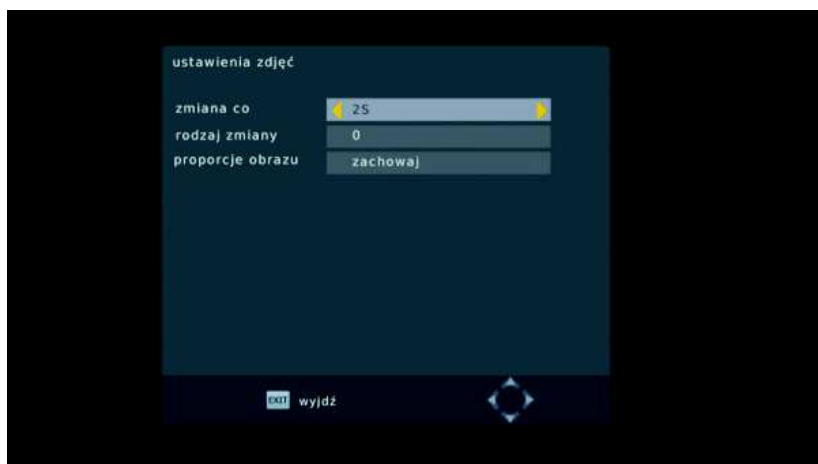 ustawienia zdjęć
zmiana co 2S
rodzaj zmiany 0
proporcje obrazu zachowaj
EXIT wyjdź